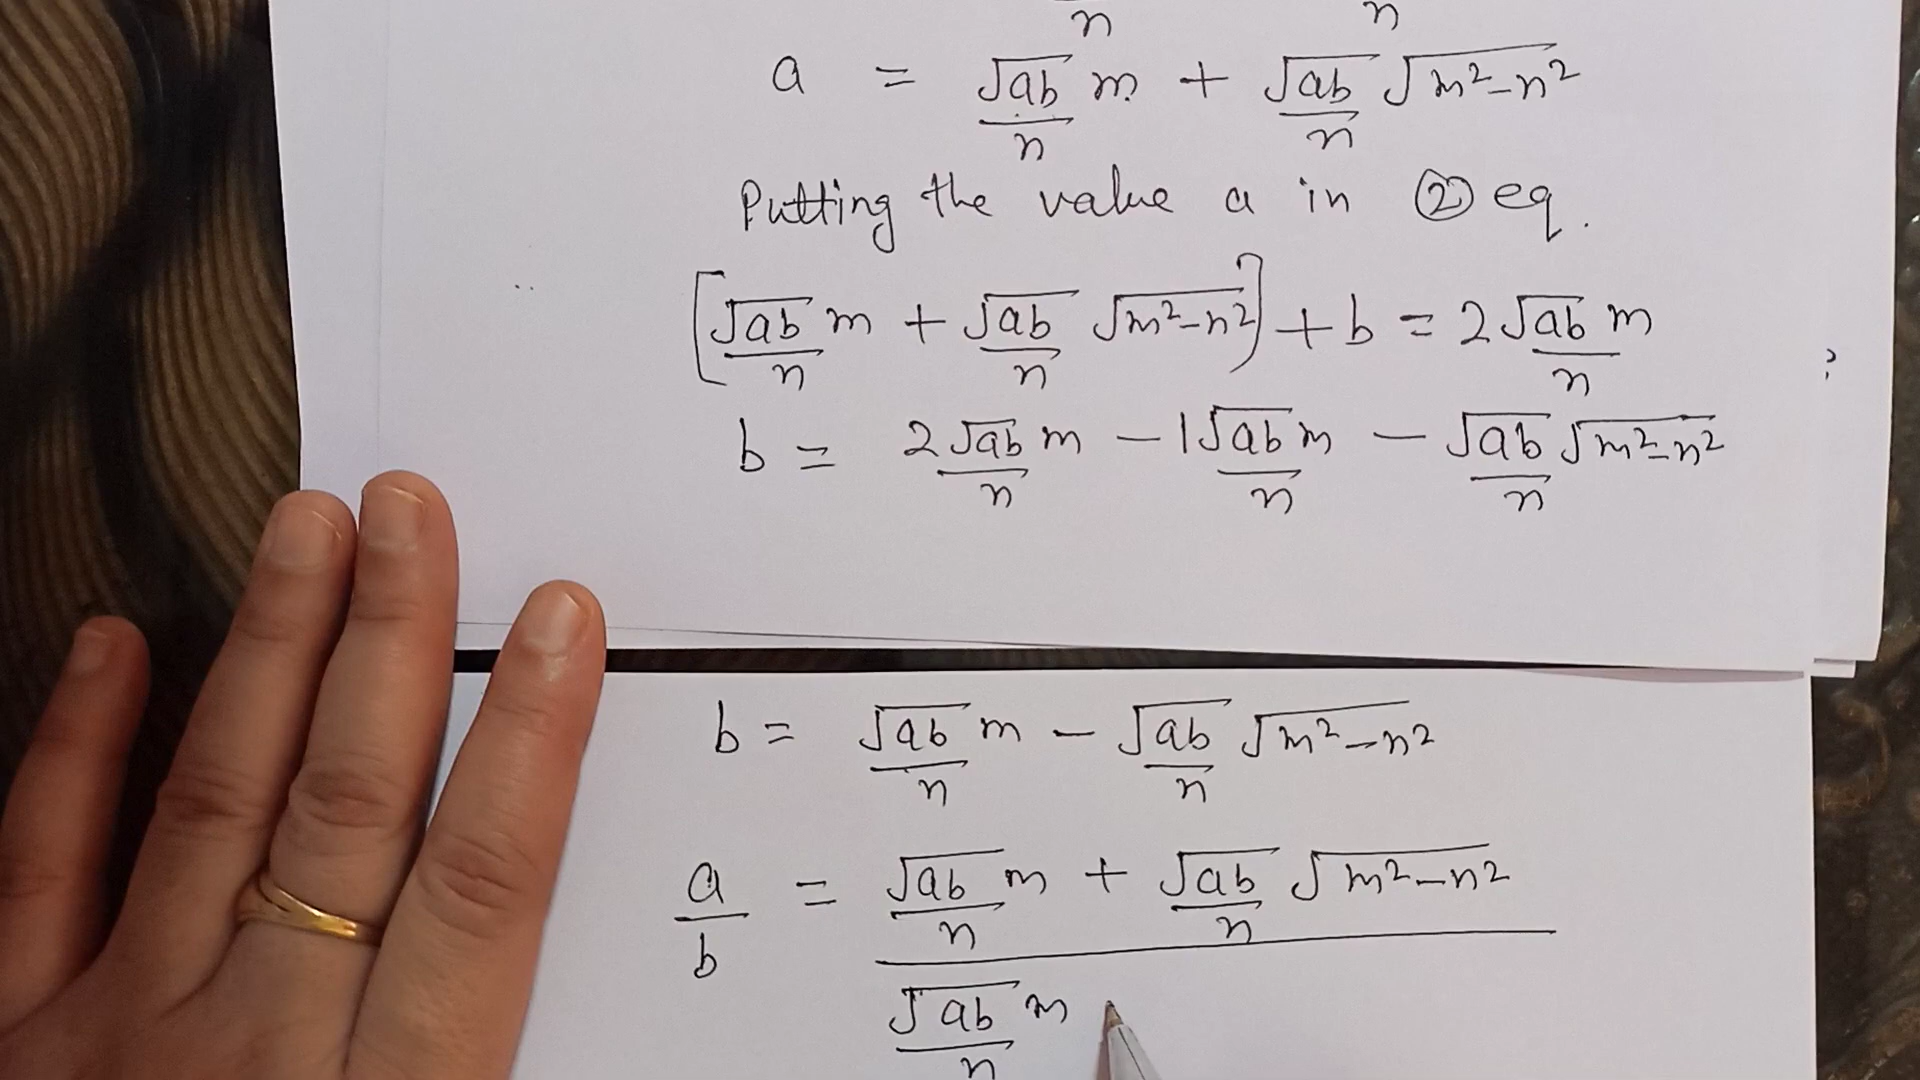 n n
a = √ab/n m + √ab/n √m²-n²
Putting the value a in ② eq.
[√ab/n m + √ab/n √m²-n²] + b = 2√ab/n m
b = 2√ab/n m - 1√ab/n m - √ab/n √m²-n²
b = √ab/n m - √ab/n √m²-n²
a/b = √ab/n m + √ab/n √m²-n²
√ab/n m